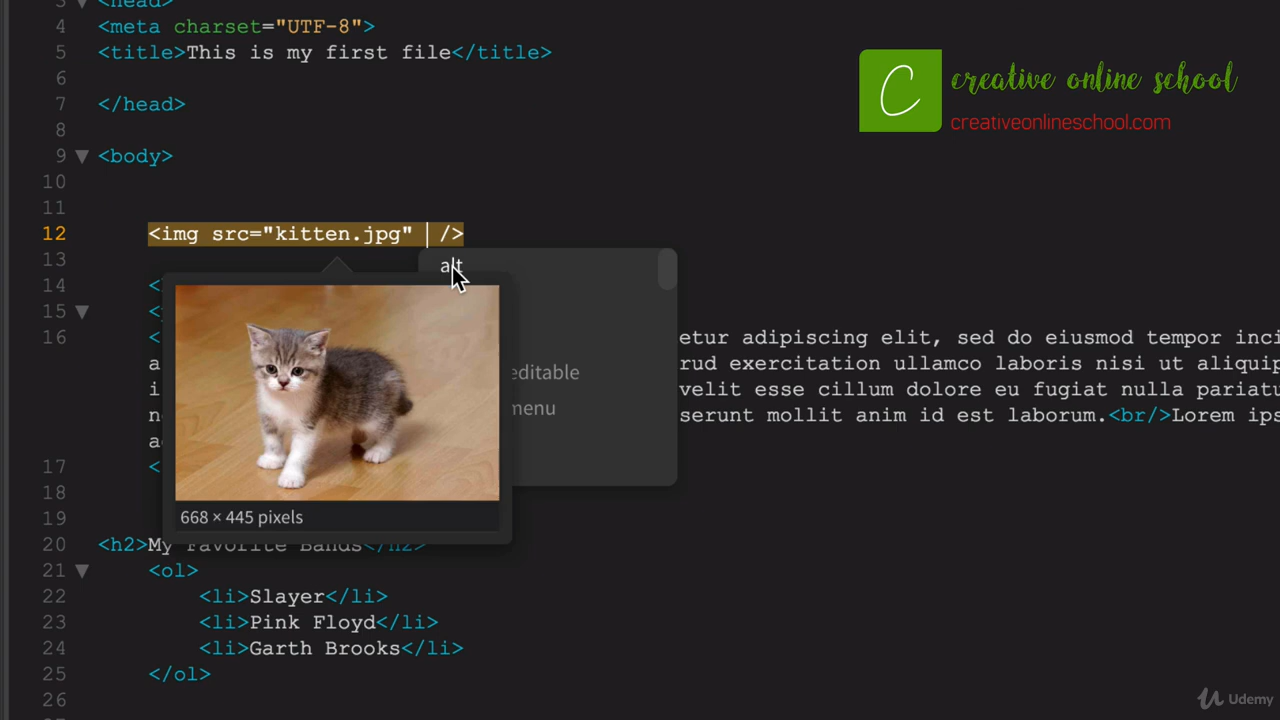 3 <head>
4 <meta charset="UTF-8">
5 <title>This is my first file</title>
6
7 </head>
8
9 <body>
10
11
12 <img src="kitten.jpg" />
13 alt
14 <
15 <
16 < etur adipiscing elit, sed do eiusmod tempor inci
a editable rud exercitation ullamco laboris nisi ut aliquip
i velit esse cillum dolore eu fugiat nulla pariatu
menu serunt mollit anim id est laborum.<br/>Lorem ips
a
17 <
18
668 × 445 pixels
19
20 <h2>My Favorite Bands</h2>
21 <ol>
22 <li>Slayer</li>
23 <li>Pink Floyd</li>
24 <li>Garth Brooks</li>
25 </ol>
26
C creative online school
creativeonlineschool.com
Udemy